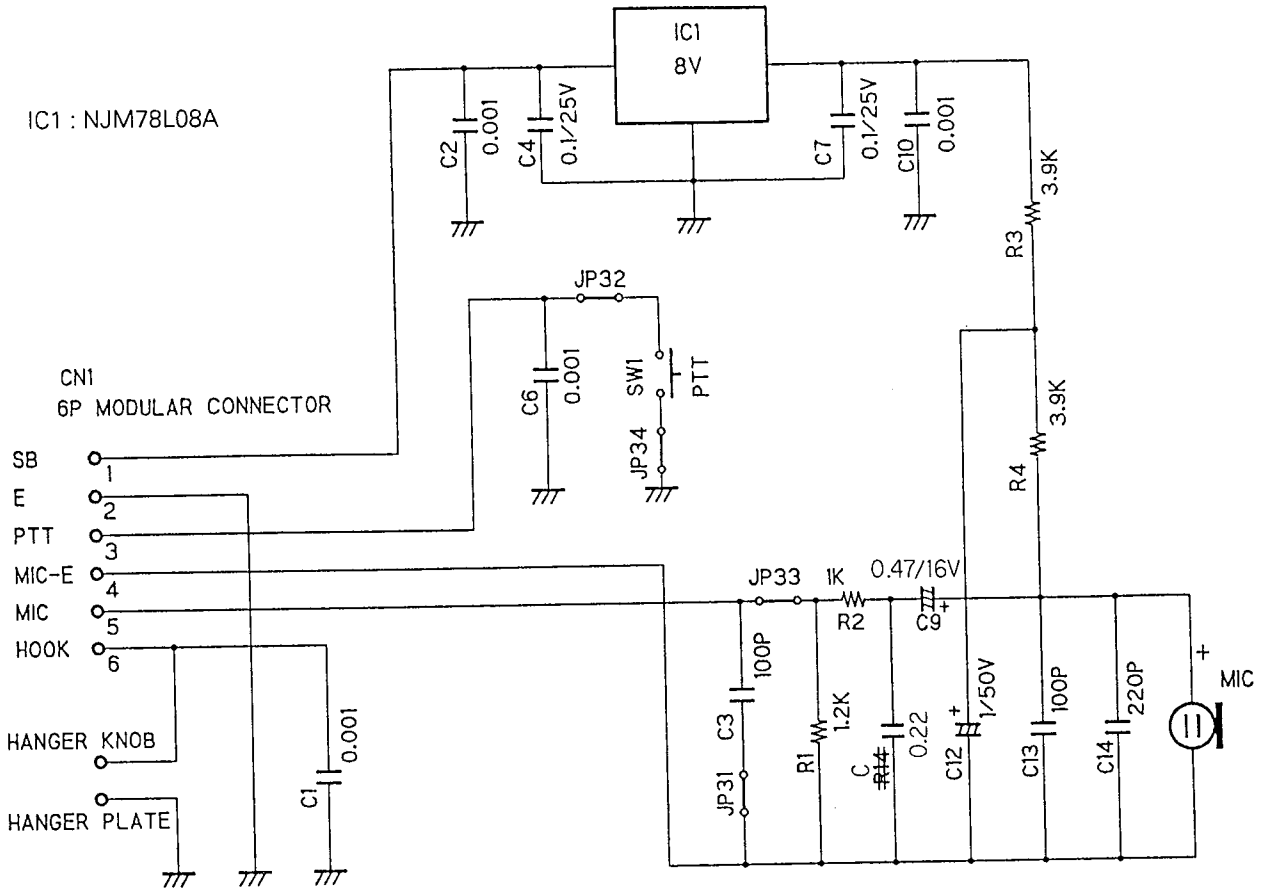 IC1
8V
IC1 : NJM78L08A
C2
0.001
C4
0.1/25V
C7
0.1/25V
C10
0.001
3.9K
R3
JP32
C6
0.001
SW1
PTT
JP34
3.9K
R4
CN1
6P MODULAR CONNECTOR
SB
1
E
2
PTT
3
MIC-E
4
MIC
5
HOOK
6
JP33
1K
R2
0.47/16V
C9
+
100P
C3
JP31
1.2K
R1
0.22
C
R14
+
1/50V
C12
100P
C13
220P
C14
+
MIC
HANGER KNOB
HANGER PLATE
0.001
C1